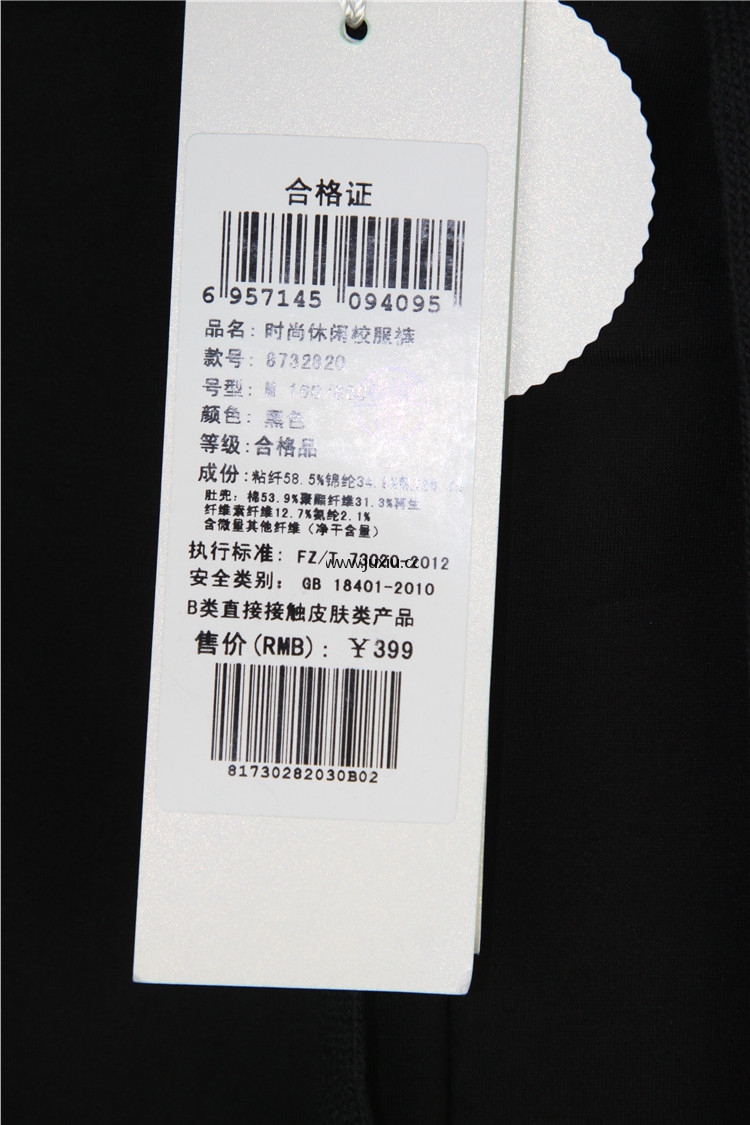 合格证
6 957145 094095
品名: 时尚休闲校服裤
款号: 8732820
号型: M 160
颜色: 黑色
等级: 合格品
成份: 粘纤58.5%锦纶34.
肚兜: 棉53.9%聚酯纤维31.3%再生
纤维素纤维12.7%氨纶2.1%
含微量其他纤维（净干含量）
执行标准: FZ/T 73020-2012
www.juxiu.cz
安全类别: GB 18401-2010
B类直接接触皮肤类产品
售价(RMB): ￥399
81730282030B02